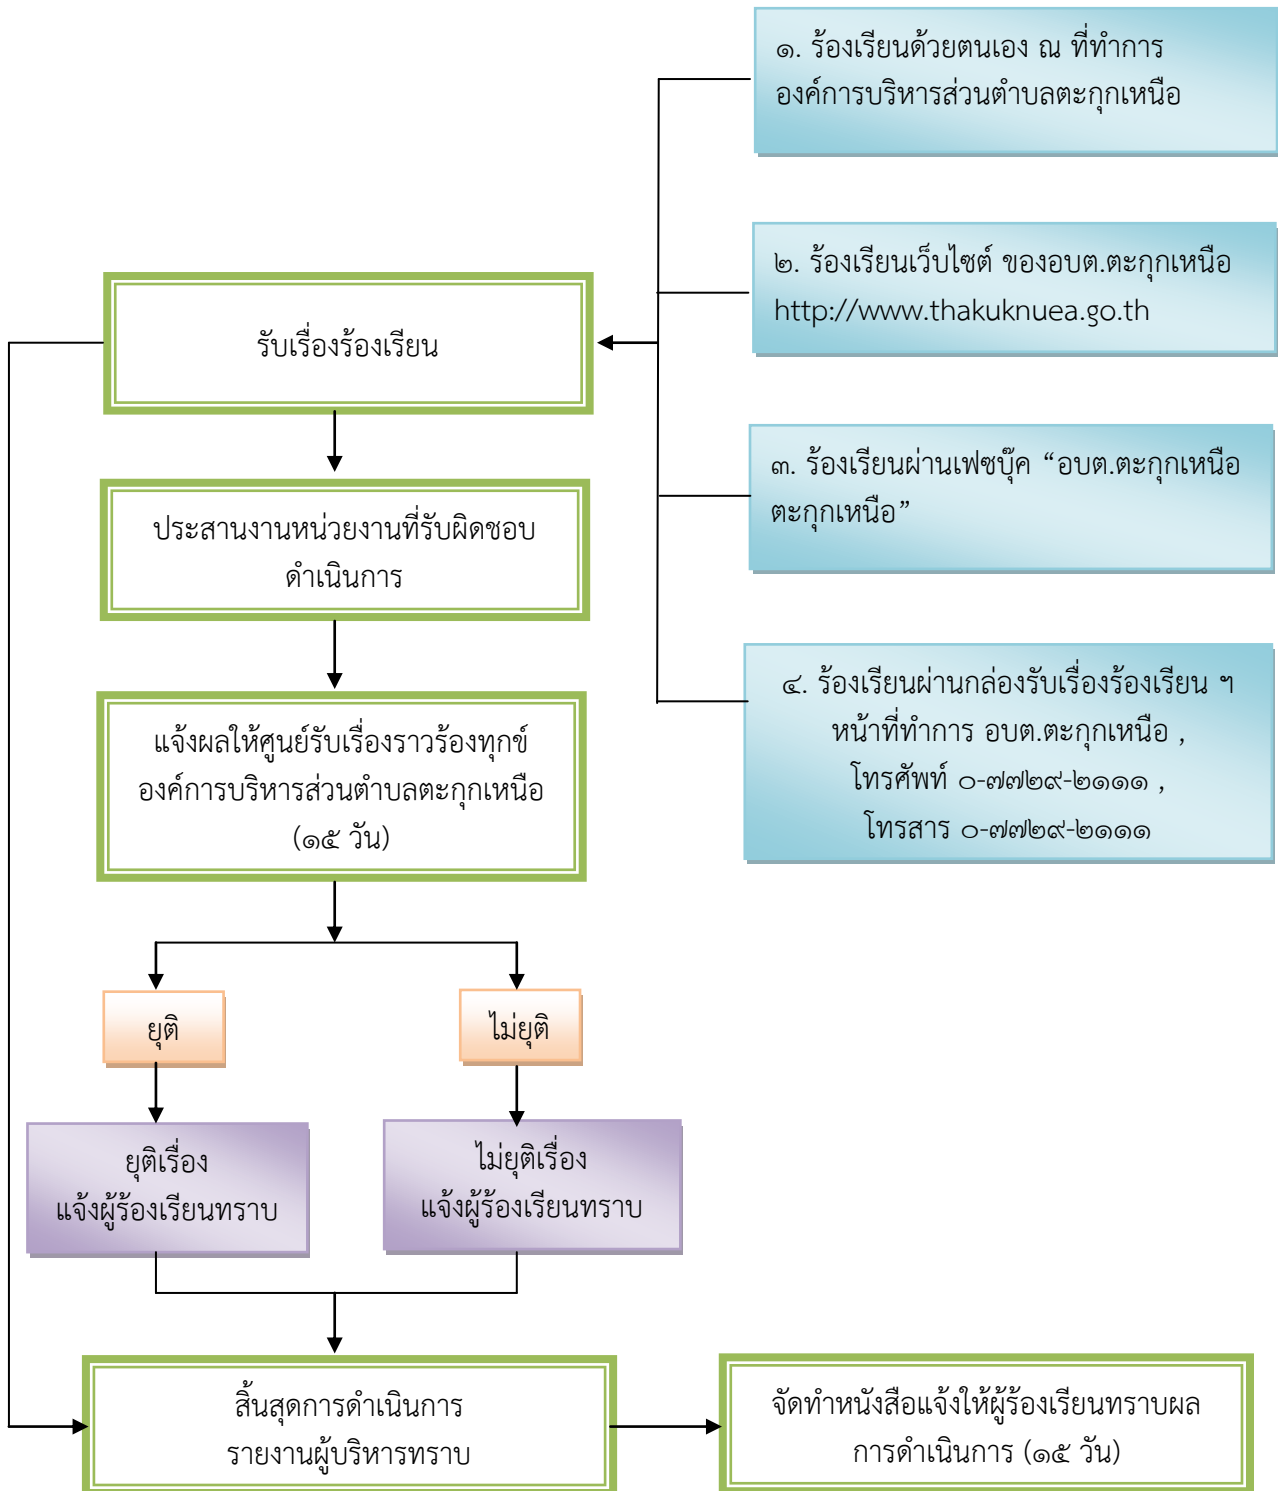 ๑. ร้องเรียนด้วยตนเอง ณ ที่ทำการ
องค์การบริหารส่วนตำบลตะกุกเหนือ
๒. ร้องเรียนเว็บไซต์ ของอบต.ตะกุกเหนือ
http://www.thakuknuea.go.th
รับเรื่องร้องเรียน
๓. ร้องเรียนผ่านเฟซบุ๊ค “อบต.ตะกุกเหนือ
ตะกุกเหนือ”
ประสานงานหน่วยงานที่รับผิดชอบ
ดำเนินการ
๔. ร้องเรียนผ่านกล่องรับเรื่องร้องเรียน ฯ
หน้าที่ทำการ อบต.ตะกุกเหนือ ,
โทรศัพท์ ๐-๗๗๒๙-๒๑๑๑ ,
โทรสาร ๐-๗๗๒๙-๒๑๑๑
แจ้งผลให้ศูนย์รับเรื่องราวร้องทุกข์
องค์การบริหารส่วนตำบลตะกุกเหนือ
(๑๕ วัน)
ยุติ
ไม่ยุติ
ยุติเรื่อง
แจ้งผู้ร้องเรียนทราบ
ไม่ยุติเรื่อง
แจ้งผู้ร้องเรียนทราบ
สิ้นสุดการดำเนินการ
รายงานผู้บริหารทราบ
จัดทำหนังสือแจ้งให้ผู้ร้องเรียนทราบผล
การดำเนินการ (๑๕ วัน)